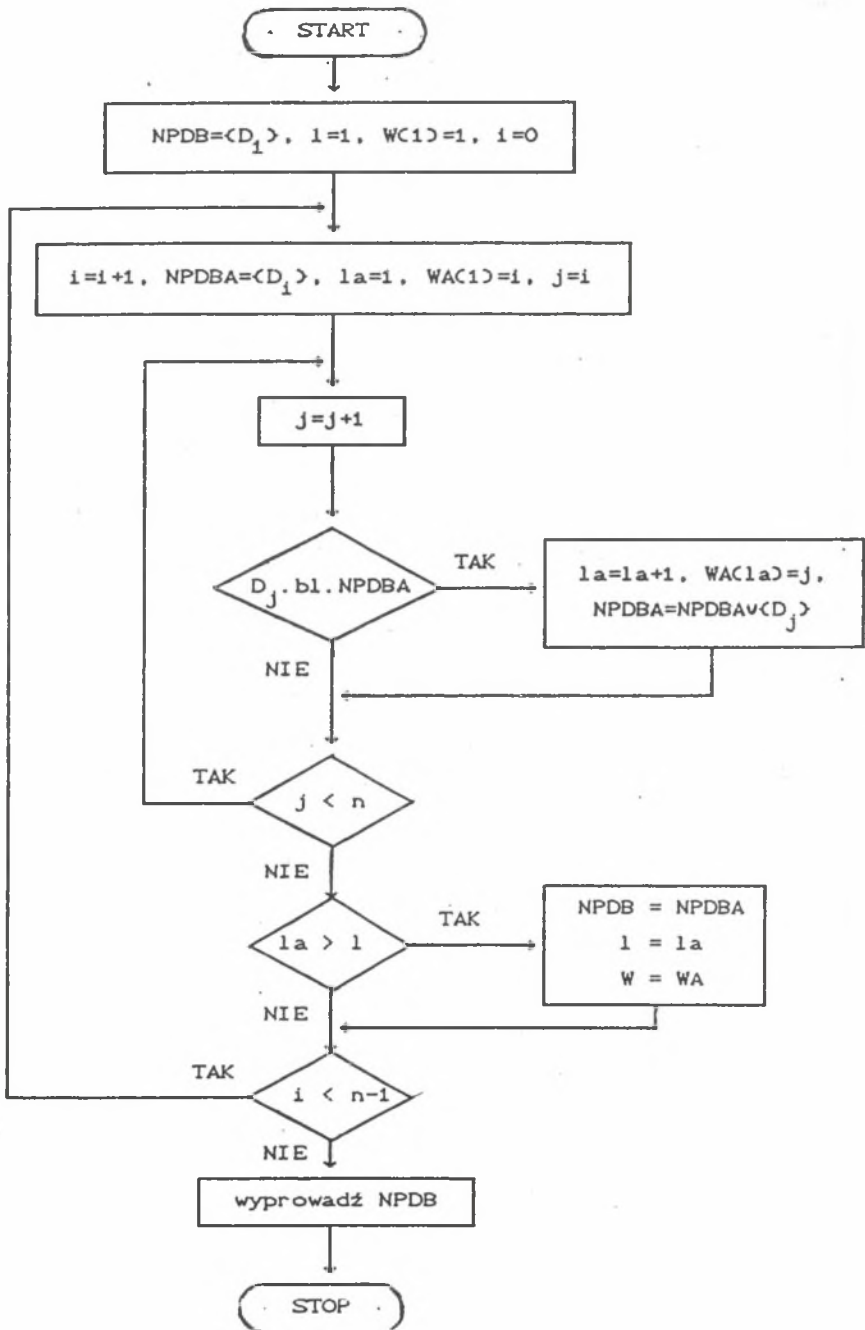 START
NPDB=<D1>, l=1, W(1)=1, i=0
i=i+1, NPDBA=<Di>, la=1, WA(1)=i, j=i
j=j+1
Dj.bl.NPDBA
TAK
la=la+1, WA(la)=j,
NPDBA=NPDBA∪<Dj>
NIE
TAK
j < n
NIE
la > l
TAK
NPDB = NPDBA
l = la
W = WA
NIE
TAK
i < n-1
NIE
wyprowadź NPDB
STOP